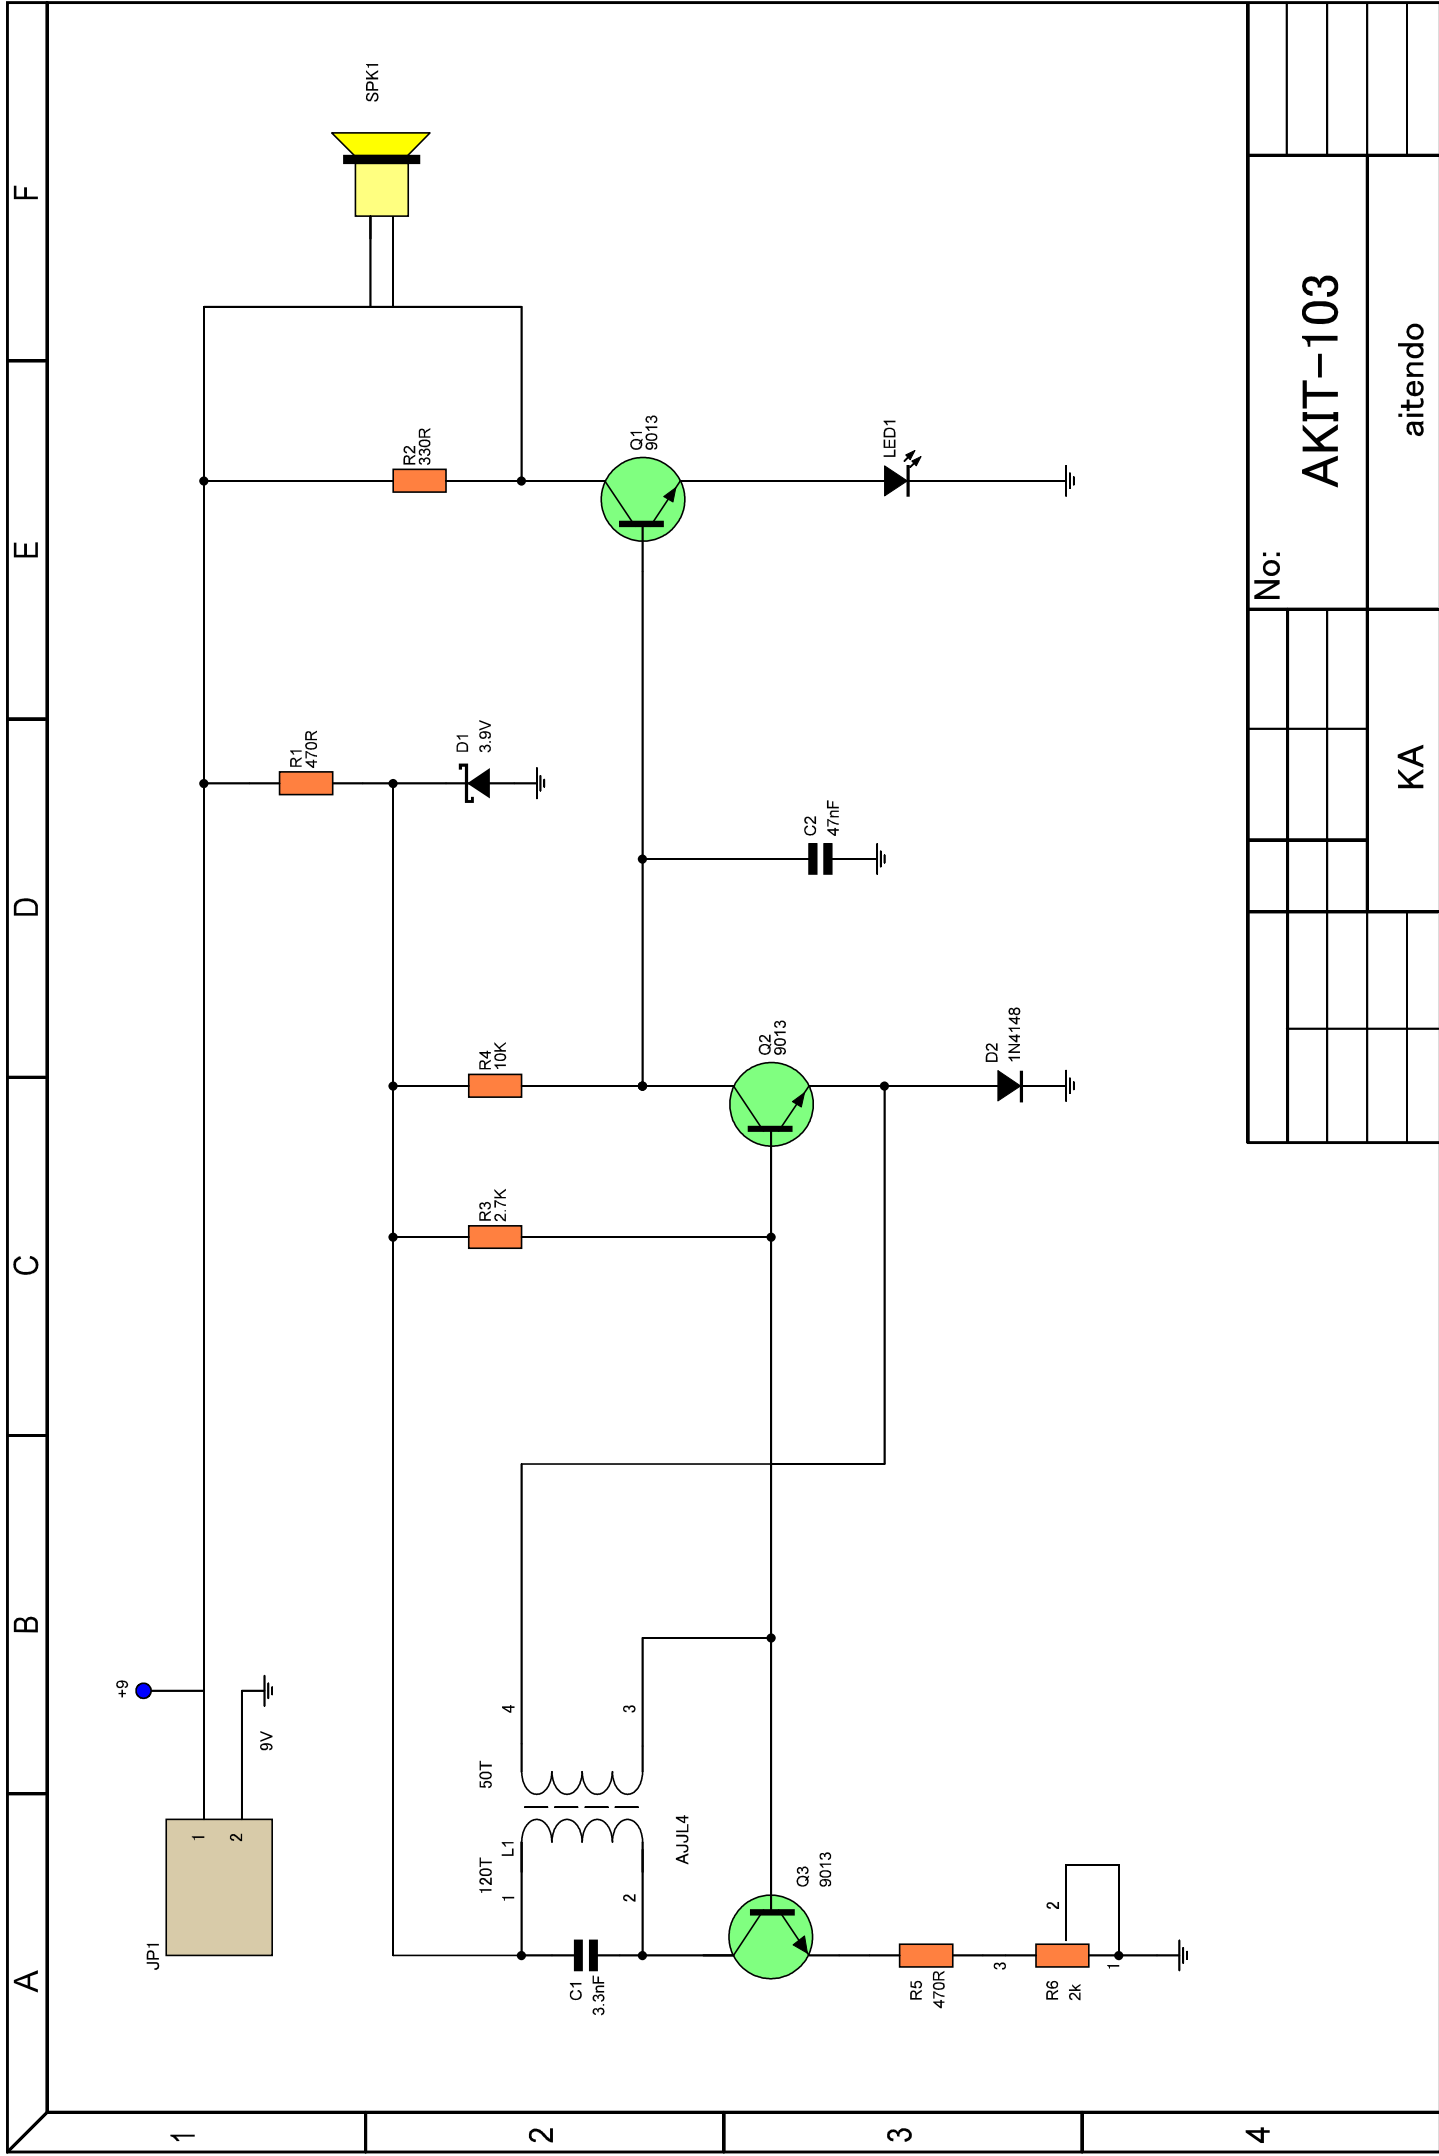 A
B
C
D
E
F
1
2
3
4
JP1
1
2
9V
+9
R1
470R
D1
3.9V
R2
330R
SPK1
120T
L1
50T
1
2
4
3
AJJL4
C1
3.3nF
R3
2.7K
R4
10K
Q1
9013
Q2
9013
Q3
9013
C2
47nF
LED1
D2
1N4148
R5
470R
R6
2k
3
2
1
No:
AKIT-103
KA
aitendo